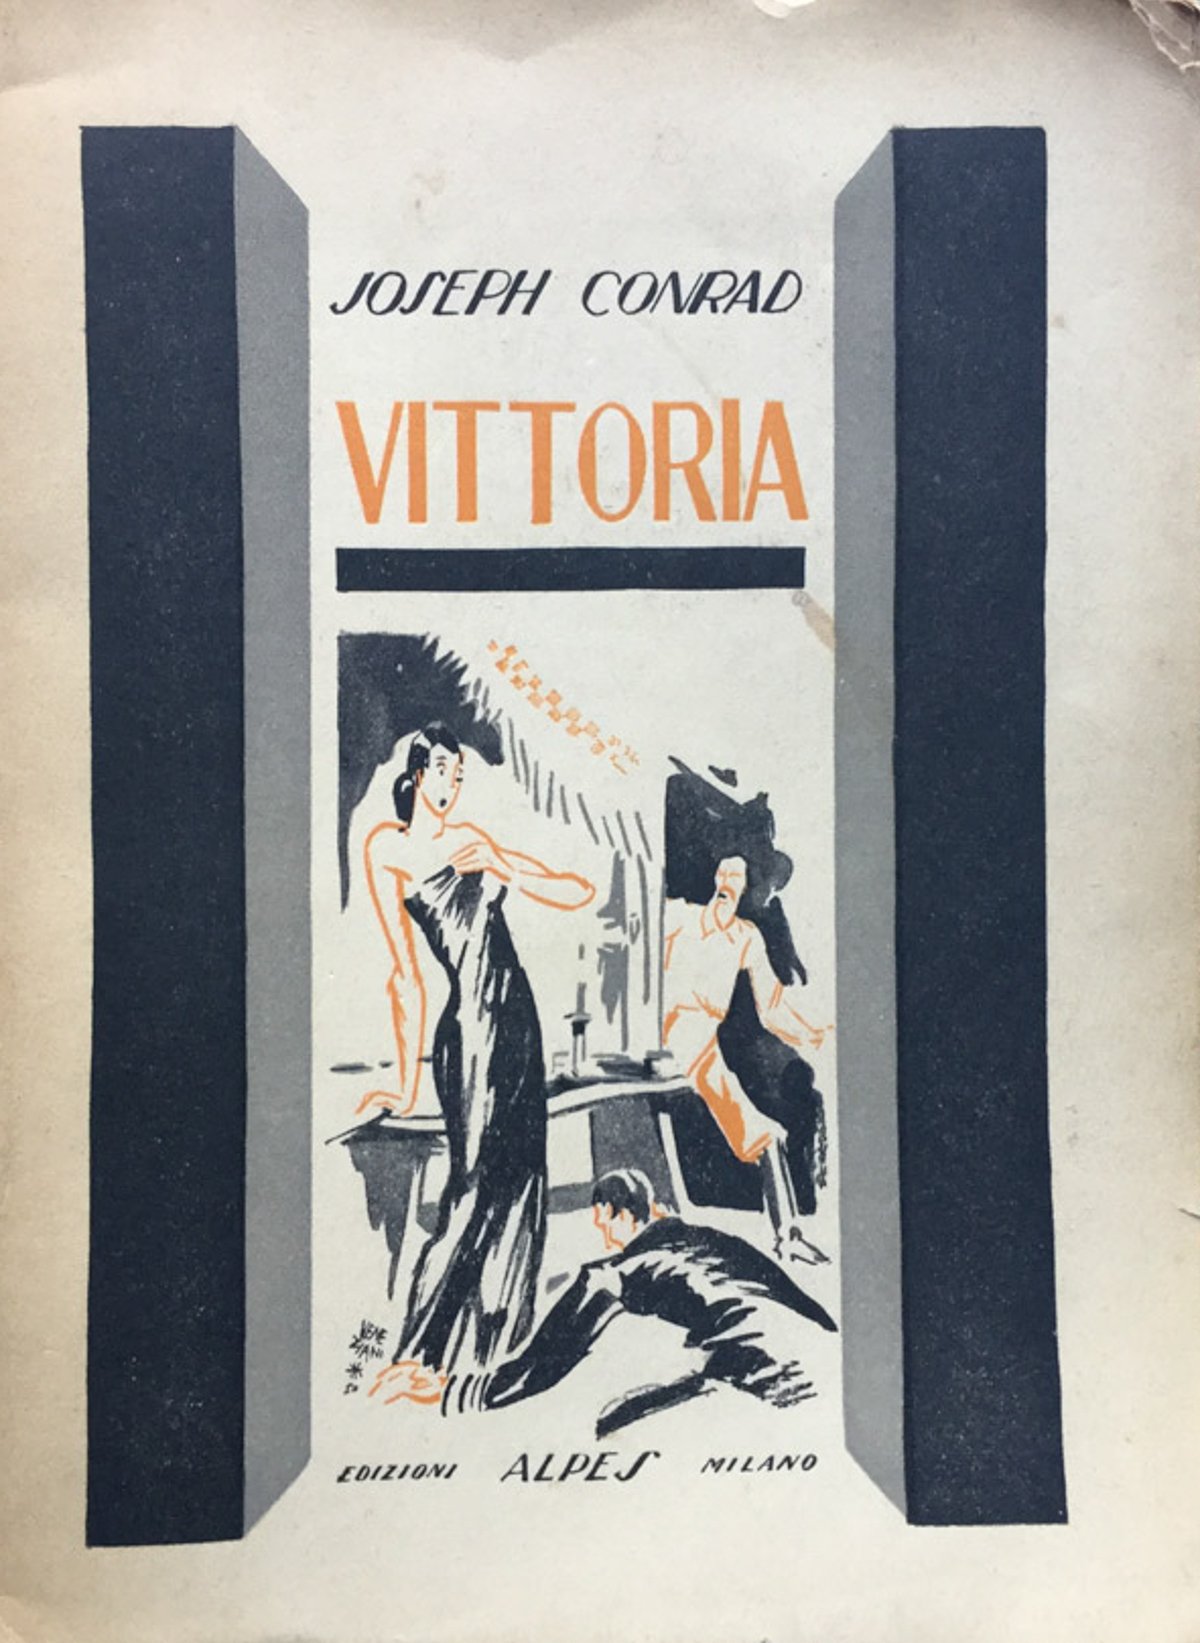 JOSEPH CONRAD
VITTORIA
EDIZIONI ALPES MILANO